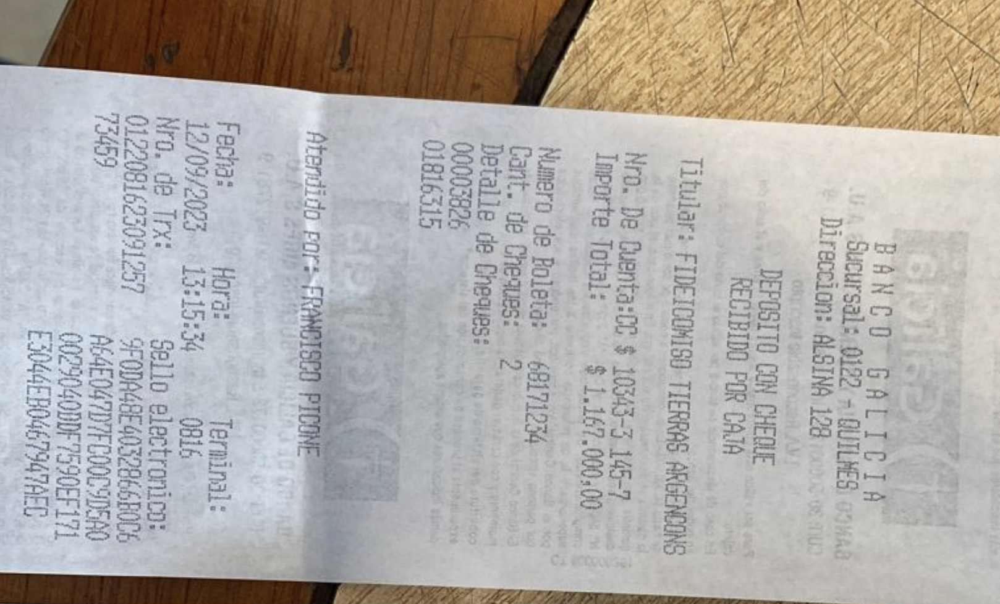 BANCO GALICIA
Sucursal: 0122 - QUILMES
Direccion: ALSINA 128
DEPOSITO CON CHEQUE
RECIBIDO POR CAJA
Titular: FIDEICOMISO TIERRAS ARGENCONS
Nro. De Cuenta:CC $ 10343-3 145-7
Importe Total: $ 1.167.000,00
Numero de Boleta: 68171234
Cant. de Cheques: 2
Detalle de Cheques:
00003826
01816315
Atendido por: FRANCISCO PICONE
Fecha: Hora: Terminal:
12/09/2023 13:15:34 0816
Nro. de Trx: Sello electronico:
0122081623091257 9F0DA48E64032866B0C6
73459 A64E047D7FC00C9D5A0
0029040DDF7590EF171
E3044EB0467947AEC